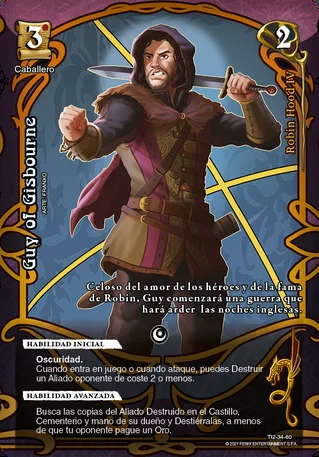 3
2
Caballero
Robin Hood IV
Guy of Gisbourne
ARTE: FRANKO
Celoso del amor de los héroes y de la fama
de Robin, Guy comenzará una guerra que
hará arder las noches inglesas.
HABILIDAD INICIAL
Oscuridad.
Cuando entra en juego o cuando ataque, puedes Destruir
un Aliado oponente de coste 2 o menos.
HABILIDAD AVANZADA
Busca las copias del Aliado Destruido en el Castillo,
Cementerio y mano de su dueño y Destiérralas, a menos
de que tu oponente pague un Oro.
TI2-34-60
© 2021 FENIX ENTERTAINMENT S.P.A.